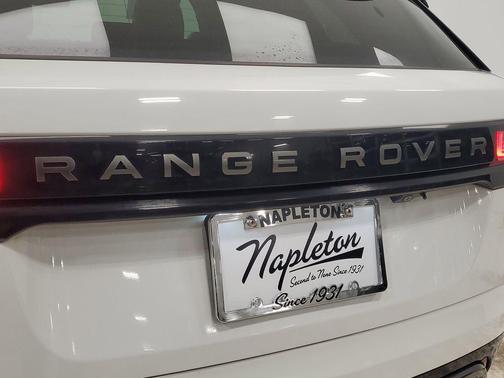 RANGE ROVER
NAPLETON
Napleton
Second to None Since 1931
Since 1931